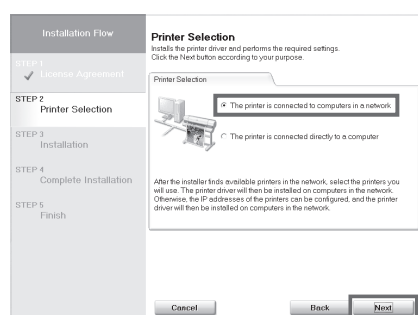 Installation Flow
STEP 1
License Agreement
STEP 2
Printer Selection
STEP 3
Installation
STEP 4
Complete Installation
STEP 5
Finish
Printer Selection
Installs the printer driver and performs the required settings.
Click the Next button according to your purpose.
Printer Selection
The printer is connected to computers in a network
The printer is connected directly to a computer
After the installer finds available printers in the network, select the printers you
will use. The printer driver will then be installed on computers in the network.
Otherwise, the IP addresses of the printers can be configured, and the printer
driver will then be installed on computers in the network.
Cancel
Back
Next